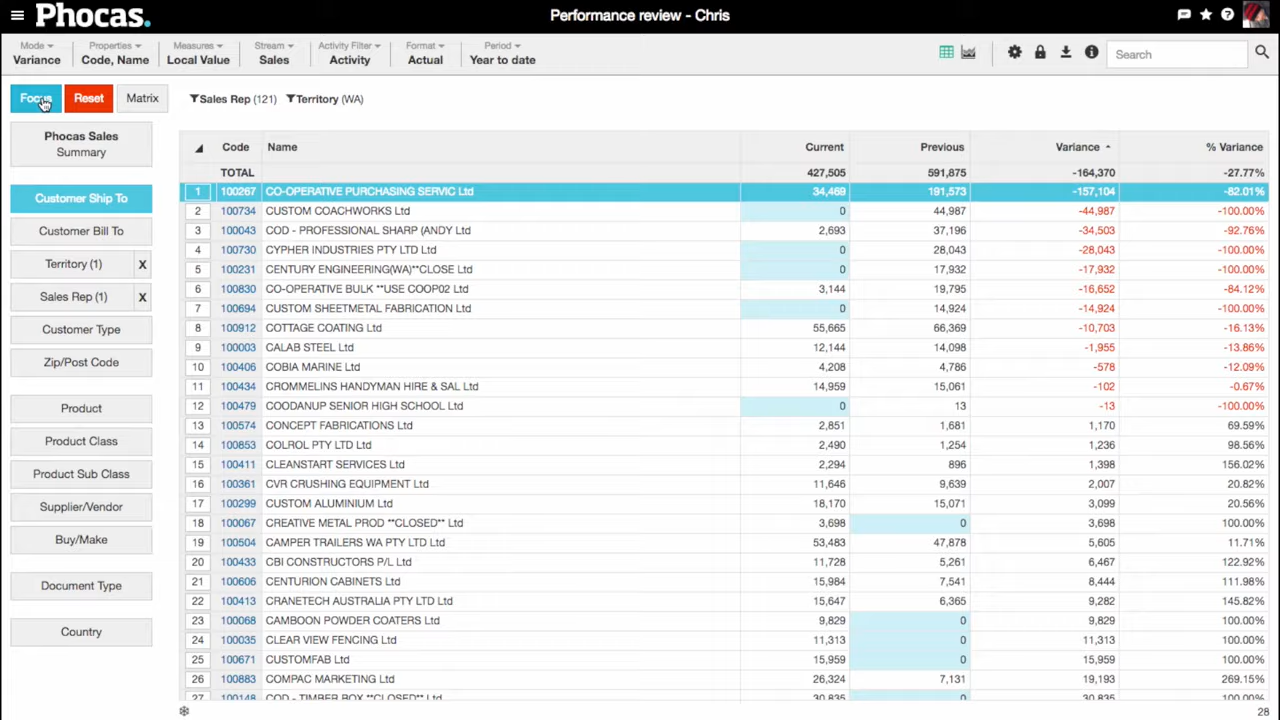 Phocas.
Performance review - Chris
Mode
Variance
Properties
Code, Name
Measures
Local Value
Stream
Sales
Activity Filter
Activity
Format
Actual
Period
Year to date
Search
Focus
Reset
Matrix
Sales Rep (121)
Territory (WA)
Phocas Sales
Summary
Customer Ship To
Customer Bill To
Territory (1) X
Sales Rep (1) X
Customer Type
Zip/Post Code
Product
Product Class
Product Sub Class
Supplier/Vendor
Buy/Make
Document Type
Country
Code Name Current Previous Variance % Variance
TOTAL 427,505 591,875 -164,370 -27.77%
1 100267 CO-OPERATIVE PURCHASING SERVIC Ltd 34,469 191,573 -157,104 -82.01%
2 100734 CUSTOM COACHWORKS Ltd 0 44,987 -44,987 -100.00%
3 100043 COD - PROFESSIONAL SHARP (ANDY Ltd 2,693 37,196 -34,503 -92.76%
4 100730 CYPHER INDUSTRIES PTY LTD Ltd 0 28,043 -28,043 -100.00%
5 100231 CENTURY ENGINEERING(WA)**CLOSE Ltd 0 17,932 -17,932 -100.00%
6 100830 CO-OPERATIVE BULK **USE COOP02 Ltd 3,144 19,795 -16,652 -84.12%
7 100694 CUSTOM SHEETMETAL FABRICATION Ltd 0 14,924 -14,924 -100.00%
8 100912 COTTAGE COATING Ltd 55,665 66,369 -10,703 -16.13%
9 100003 CALAB STEEL Ltd 12,144 14,098 -1,955 -13.86%
10 100406 COBIA MARINE Ltd 4,208 4,786 -578 -12.09%
11 100434 CROMMELINS HANDYMAN HIRE & SAL Ltd 14,959 15,061 -102 -0.67%
12 100479 COODANUP SENIOR HIGH SCHOOL Ltd 0 13 -13 -100.00%
13 100574 CONCEPT FABRICATIONS Ltd 2,851 1,681 1,170 69.59%
14 100853 COLROL PTY LTD Ltd 2,490 1,254 1,236 98.56%
15 100411 CLEANSTART SERVICES Ltd 2,294 896 1,398 156.02%
16 100361 CVR CRUSHING EQUIPMENT Ltd 11,646 9,639 2,007 20.82%
17 100299 CUSTOM ALUMINIUM Ltd 18,170 15,071 3,099 20.56%
18 100067 CREATIVE METAL PROD **CLOSED** Ltd 3,698 0 3,698 100.00%
19 100504 CAMPER TRAILERS WA PTY LTD Ltd 53,483 47,878 5,605 11.71%
20 100433 CBI CONSTRUCTORS P/L Ltd 11,728 5,261 6,467 122.92%
21 100606 CENTURION CABINETS Ltd 15,984 7,541 8,444 111.98%
22 100413 CRANETECH AUSTRALIA PTY LTD Ltd 15,647 6,365 9,282 145.82%
23 100068 CAMBOON POWDER COATERS Ltd 9,829 0 9,829 100.00%
24 100035 CLEAR VIEW FENCING Ltd 11,313 0 11,313 100.00%
25 100671 CUSTOMFAB Ltd 15,959 0 15,959 100.00%
26 100883 COMPAC MARKETING Ltd 26,324 7,131 19,193 269.15%
27 100148 COD - TIMBER BOX **CLOSED** Ltd 30,835 0 30,835 100.00%
28